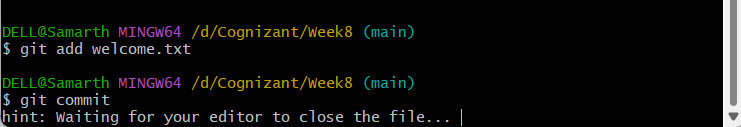 DELL@Samarth MINGW64 /d/Cognizant/Week8 (main)
$ git add welcome.txt
DELL@Samarth MINGW64 /d/Cognizant/Week8 (main)
$ git commit
hint: Waiting for your editor to close the file...